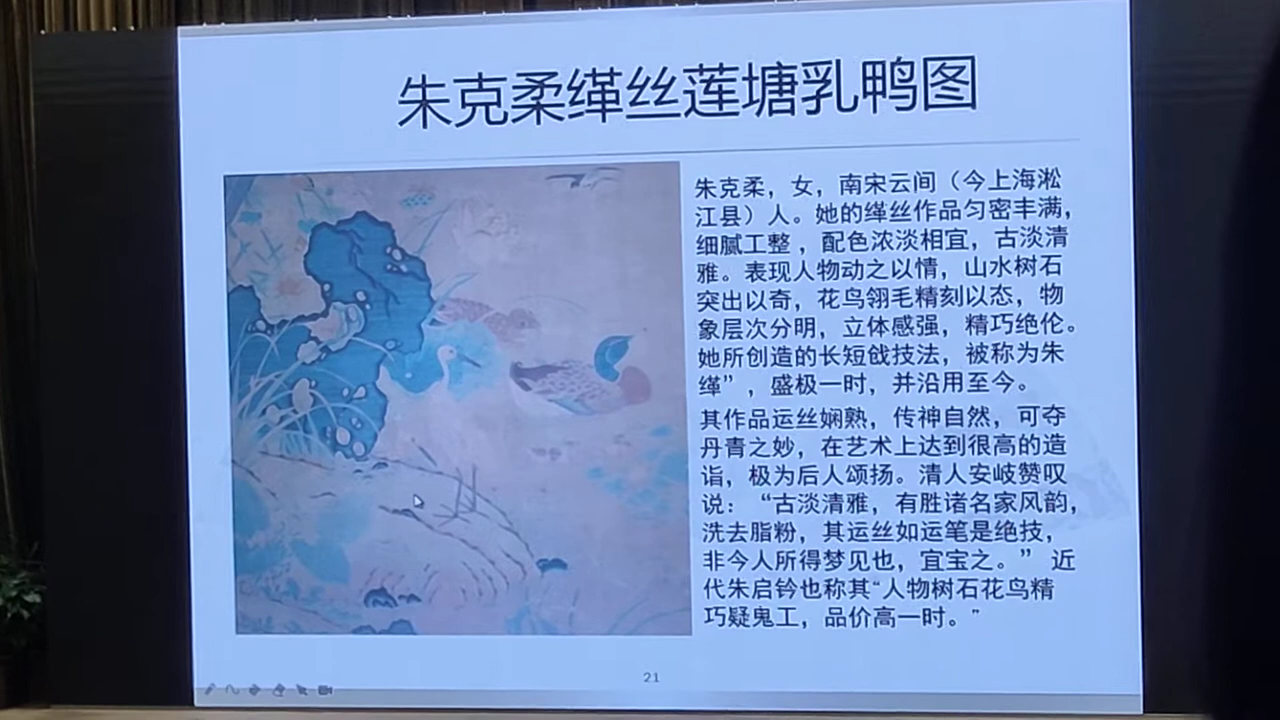 朱克柔缂丝莲塘乳鸭图
朱克柔，女，南宋云间（今上海淞
江县）人。她的缂丝作品匀密丰满，
细腻工整，配色浓淡相宜，古淡清
雅。表现人物动之以情，山水树石
突出以奇，花鸟翎毛精刻以态，物
象层次分明，立体感强，精巧绝伦。
她所创造的长短戗技法，被称为朱
缂”，盛极一时，并沿用至今。
其作品运丝娴熟，传神自然，可夺
丹青之妙，在艺术上达到很高的造
诣，极为后人颂扬。清人安岐赞叹
说：“古淡清雅，有胜诸名家风韵，
洗去脂粉，其运丝如运笔是绝技，
非今人所得梦见也，宜宝之。” 近
代朱启钤也称其“人物树石花鸟精
巧疑鬼工，品价高一时。”
21